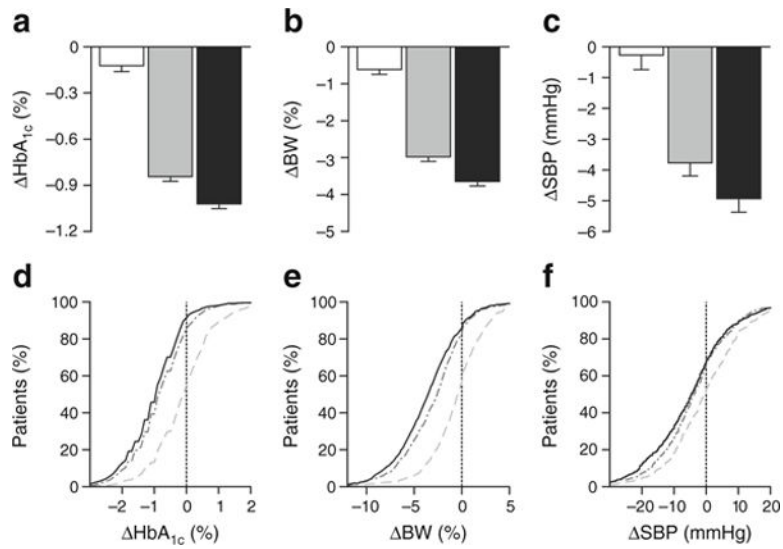 a
ΔHbA1c (%)
0
−0.3
−0.6
−0.9
−1.2
b
ΔBW (%)
0
−1
−2
−3
−4
−5
c
ΔSBP (mmHg)
0
−1
−2
−3
−4
−5
−6
d
Patients (%)
100
80
60
40
20
0
−2 −1 0 1 2
ΔHbA1c (%)
e
Patients (%)
100
80
60
40
20
0
−10 −5 0 5
ΔBW (%)
f
Patients (%)
100
80
60
40
20
0
−20 −10 0 10 20
ΔSBP (mmHg)